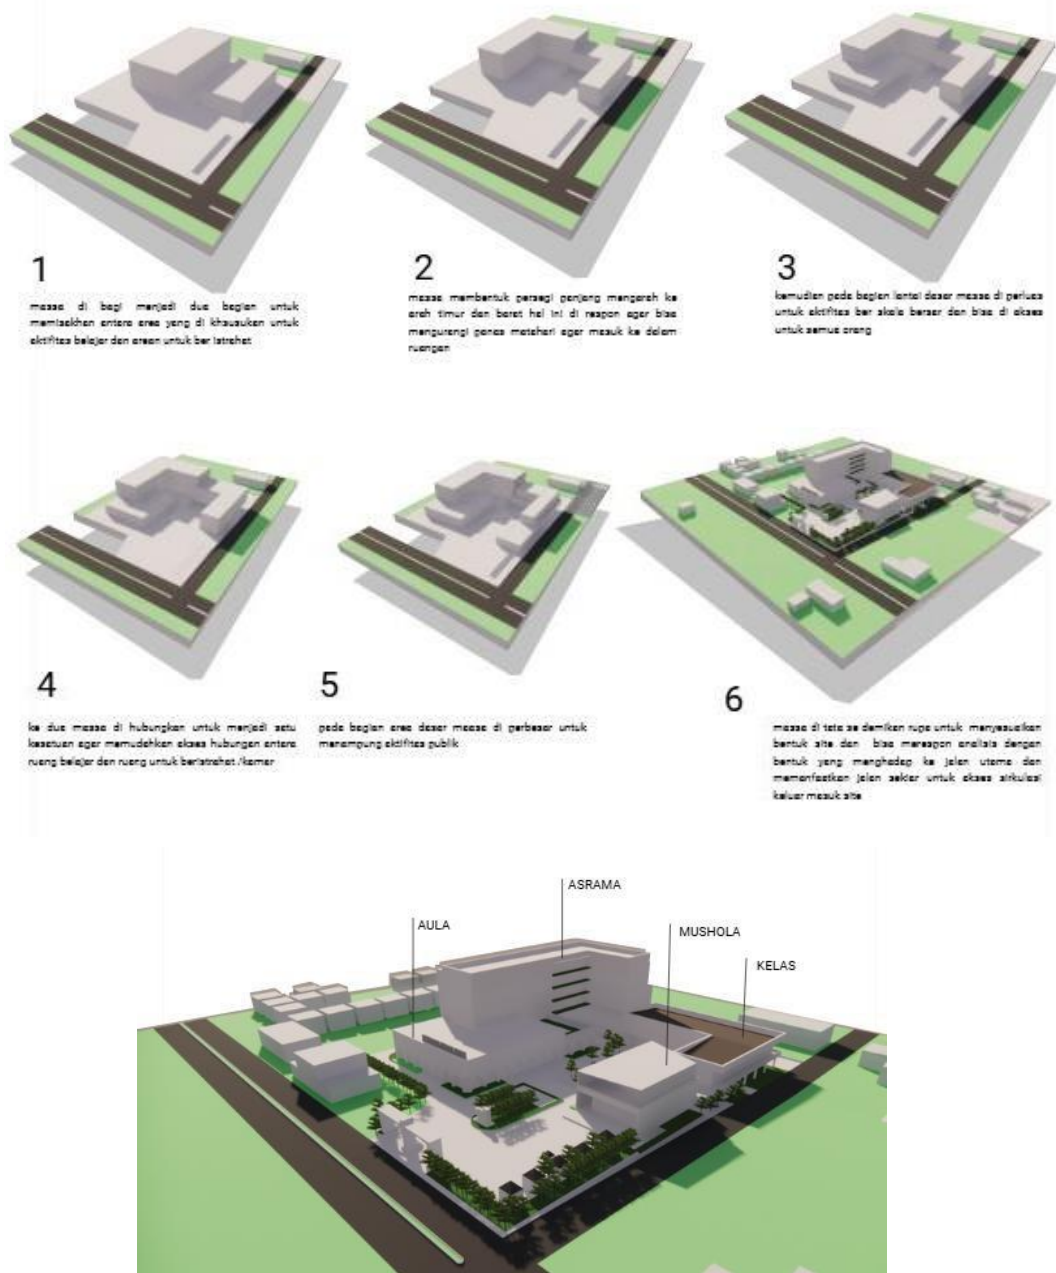 1
massa di bagi menjadi dua bagian untuk
memisakhan antara area yang di khasusukan untuk
aktifitas belajar dan arean untuk ber istrahat
2
massa membentuk persegi panjang mengarah ke
arah timur dan barat hal ini di respon agar bisa
mengurangi panas matahari agar masuk ke dalam
ruangan
3
kemudian pada bagian lantai dasar massa di perluas
untuk aktifitas ber skala berser dan bisa di akses
untuk semua orang
4
ke dua massa di hubungkan untuk menjadi satu
kesatuan agar memudahkan akses hubungan antara
ruang belajar dan ruang untuk beristrahat /kamar
5
pada bagian area dasar massa di perbesar untuk
menampung aktifitas publik
6
massa di tata se demikan rupa untuk menyesuaikan
bentuk site dan bisa merespon analisis dengan
bentuk yang menghadap ke jalan utama dan
memanfaatkan jalan sekier untuk akses sirkulasi
keluar masuk site
ASRAMA
AULA
MUSHOLA
KELAS